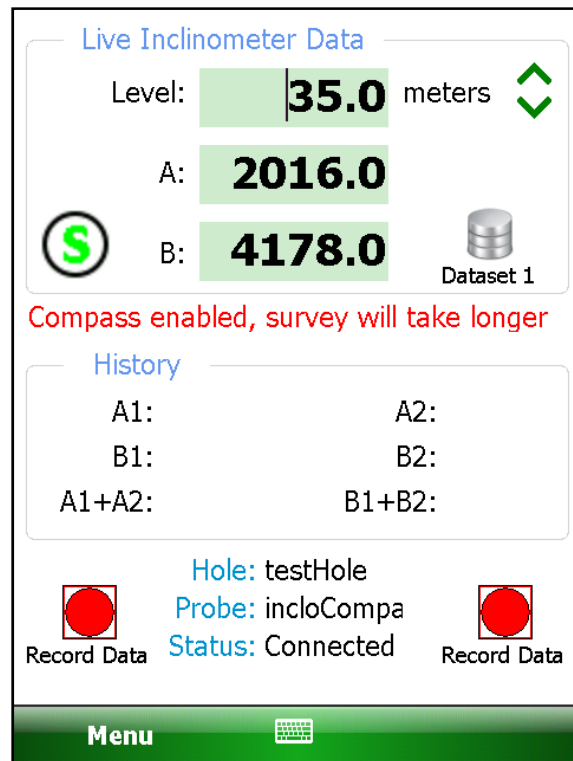 Live Inclinometer Data
Level: 35.0 meters
A: 2016.0
S
B: 4178.0
Dataset 1
Compass enabled, survey will take longer
History
A1: A2:
B1: B2:
A1+A2: B1+B2:
Hole: testHole
Probe: incloCompa
Status: Connected
Record Data Record Data
Menu